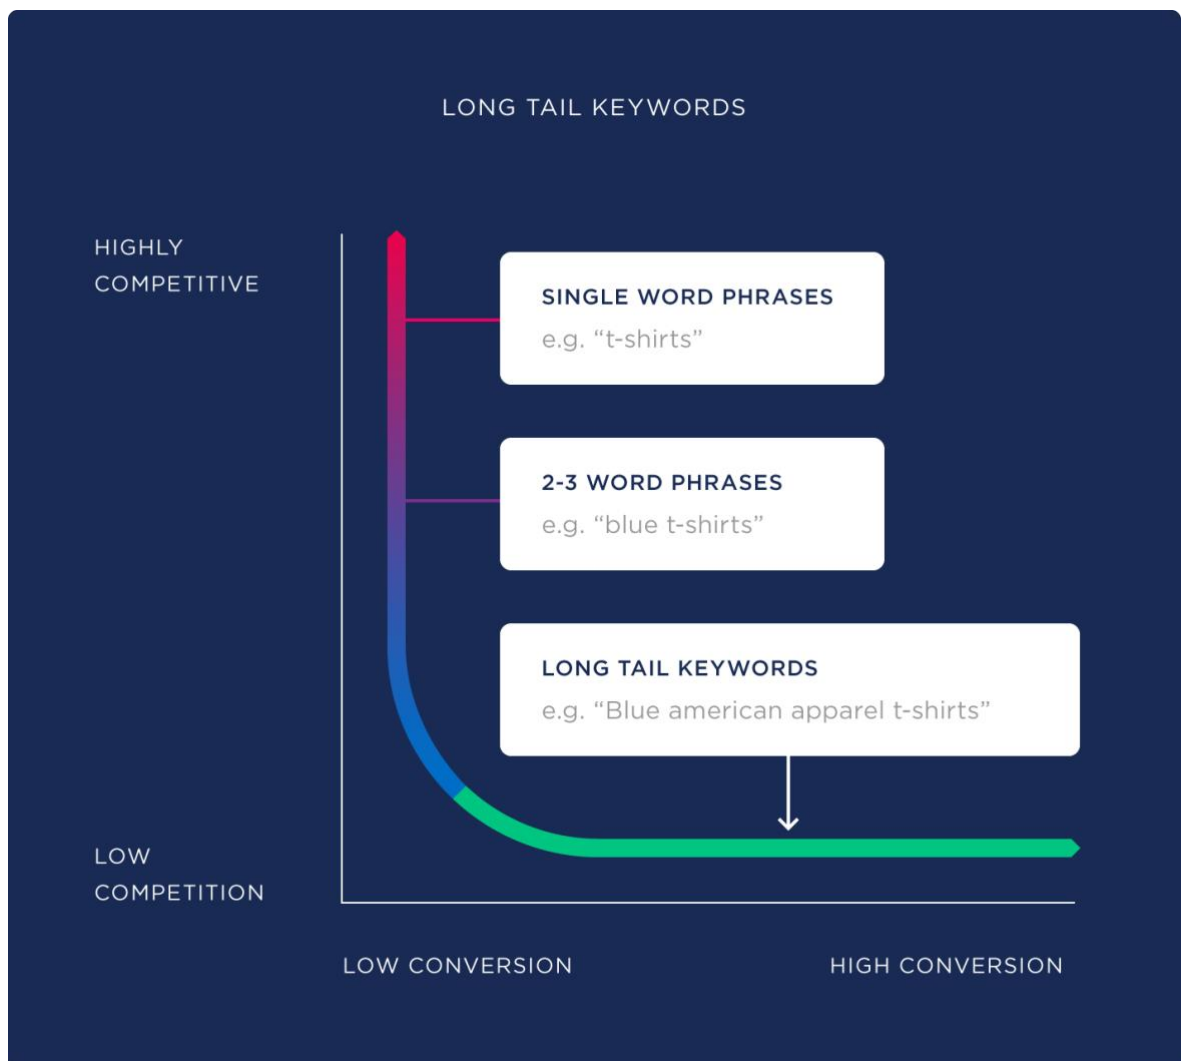 LONG TAIL KEYWORDS
HIGHLY
COMPETITIVE
SINGLE WORD PHRASES
e.g. “t-shirts”
2-3 WORD PHRASES
e.g. “blue t-shirts”
LONG TAIL KEYWORDS
e.g. “Blue american apparel t-shirts”
LOW
COMPETITION
LOW CONVERSION
HIGH CONVERSION